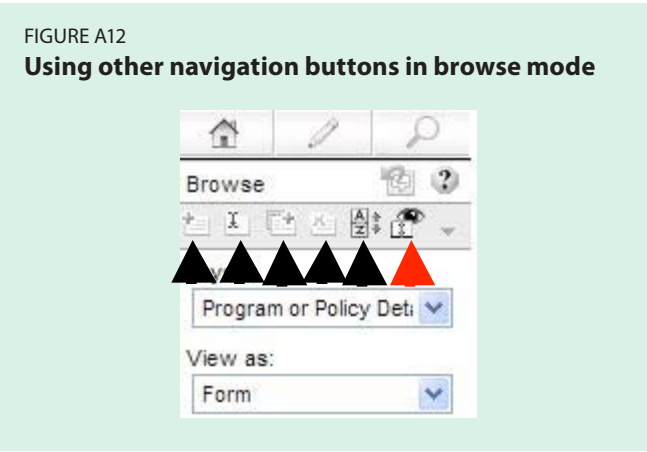 FIGURE A12
Using other navigation buttons in browse mode
Browse
Program or Policy Det
View as:
Form